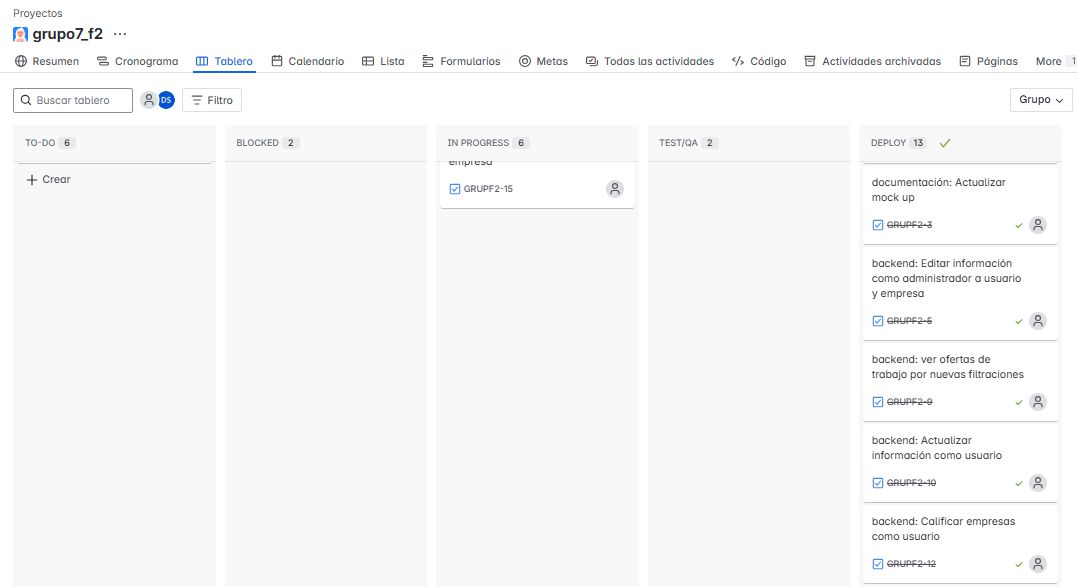 Proyectos
grupo7_f2 ...
Resumen Cronograma Tablero Calendario Lista Formularios Metas Todas las actividades Código Actividades archivadas Páginas More 1
Buscar tablero DS Filtro Grupo
TO-DO 6
+ Crear
BLOCKED 2
IN PROGRESS 6
empresa
GRUPF2-15
TEST/QA 2
DEPLOY 13
documentación: Actualizar
mock up
GRUPF2-3
backend: Editar información
como administrador a usuario
y empresa
GRUPF2-5
backend: ver ofertas de
trabajo por nuevas filtraciones
GRUPF2-9
backend: Actualizar
información como usuario
GRUPF2-10
backend: Calificar empresas
como usuario
GRUPF2-12